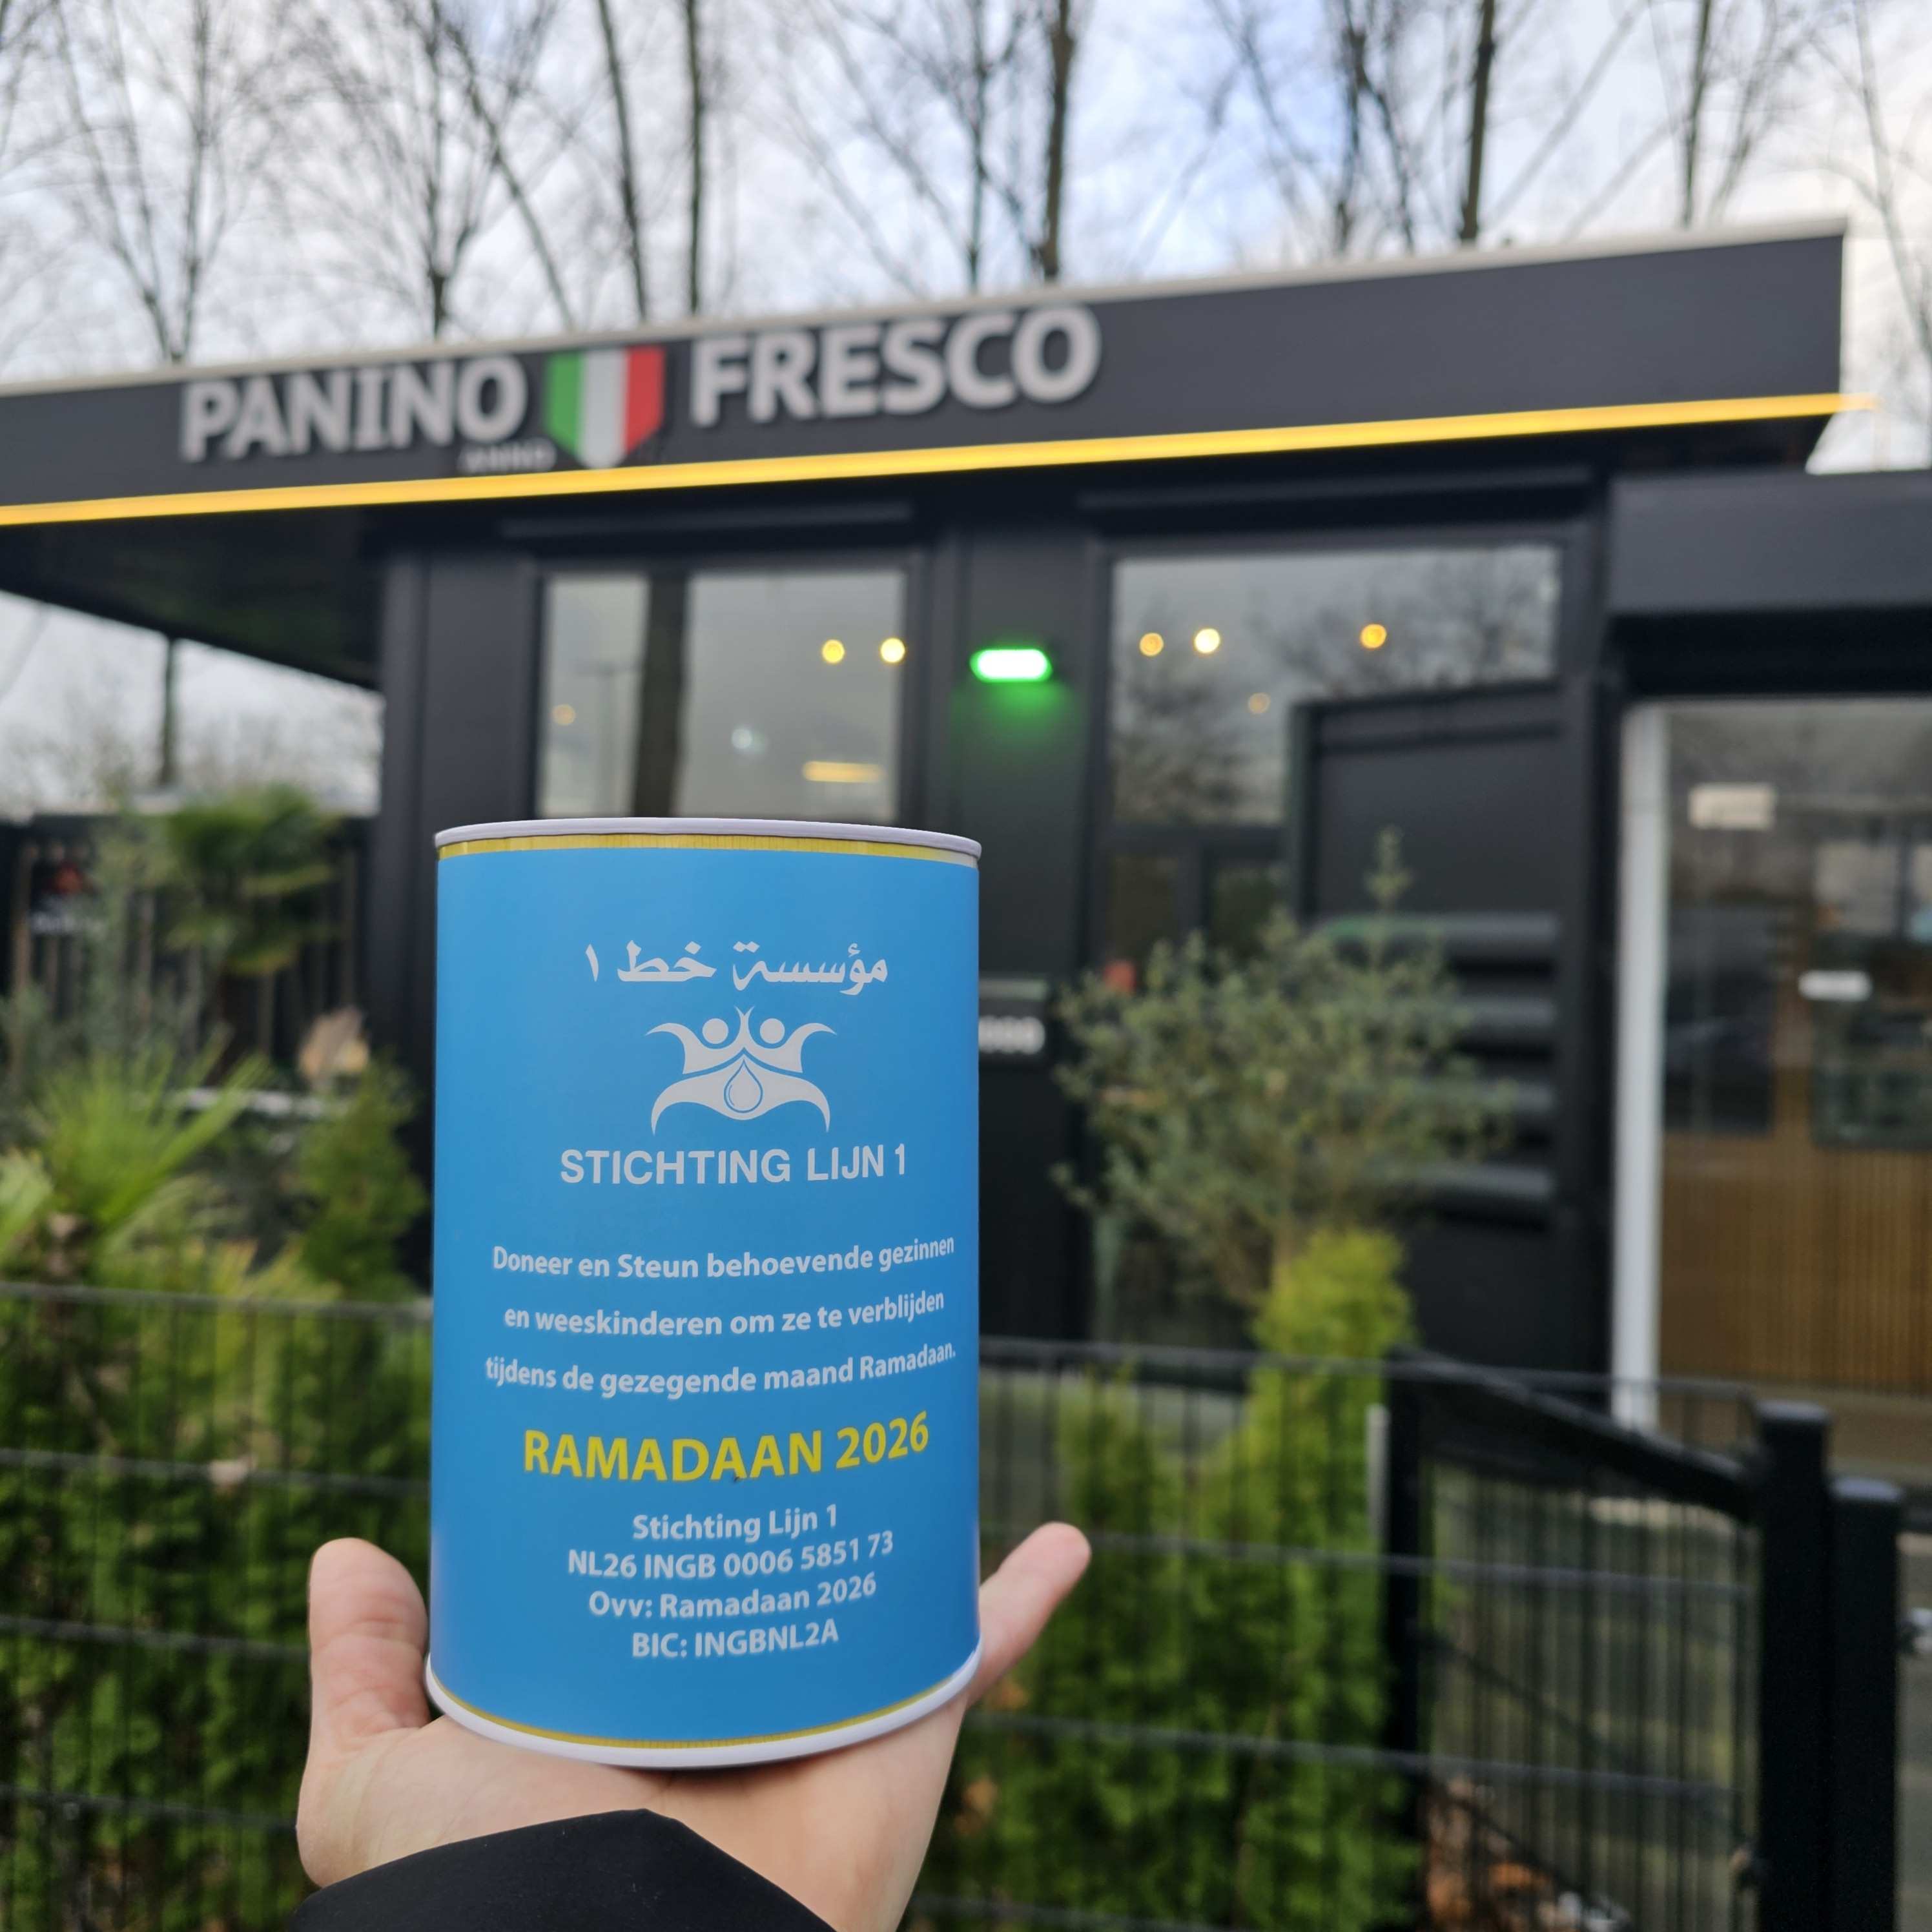 PANINO FRESCO
ANNO
مؤسسة خط ١
STICHTING LIJN 1
Doneer en Steun behoevende gezinnen
en weeskinderen om ze te verblijden
tijdens de gezegende maand Ramadaan.
RAMADAAN 2026
Stichting Lijn 1
NL26 INGB 0006 5851 73
Ovv: Ramadaan 2026
BIC: INGBNL2A